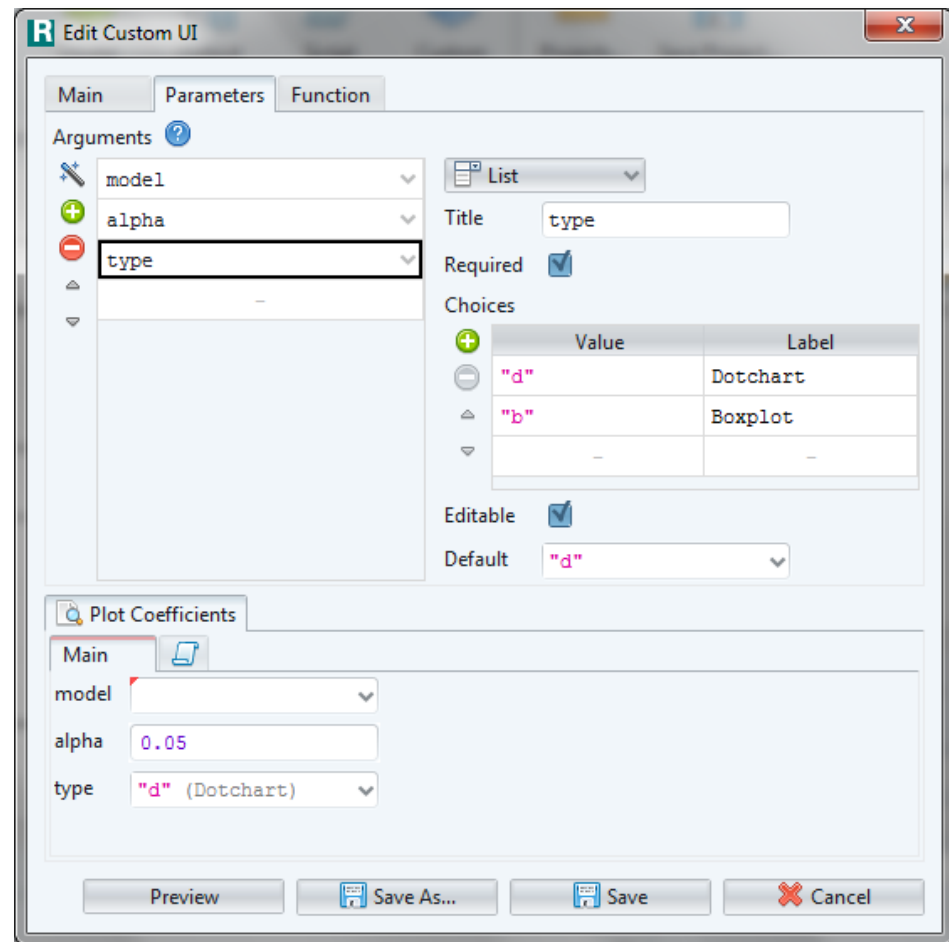 R Edit Custom UI
Main Parameters Function
Arguments ?
model
alpha
type
–
List
Title type
Required
Choices
Value Label
"d" Dotchart
"b" Boxplot
– –
Editable
Default "d"
Plot Coefficients
Main
model
alpha 0.05
type "d" (Dotchart)
Preview Save As... Save Cancel